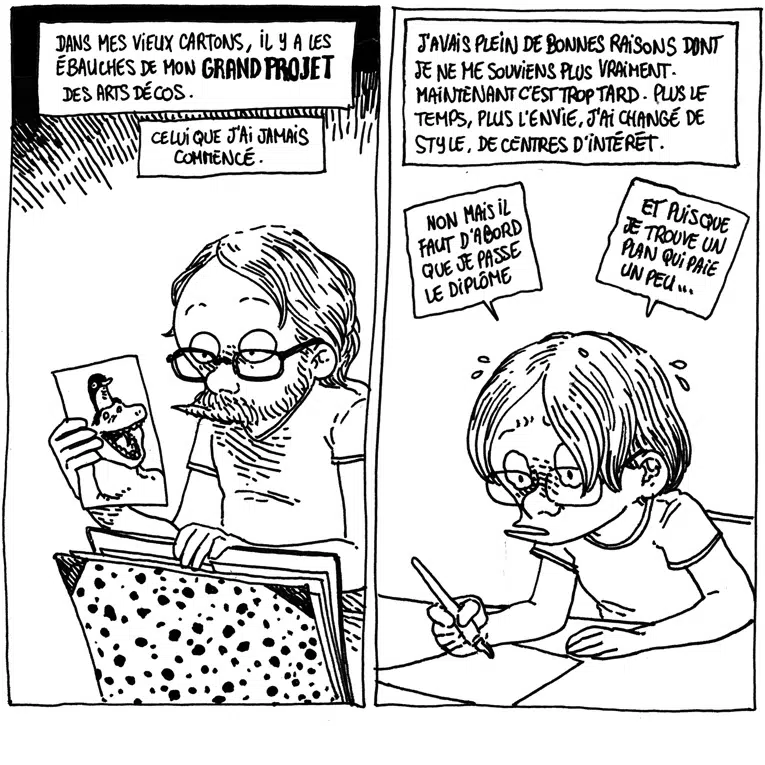 DANS MES VIEUX CARTONS, IL Y A LES
ÉBAUCHES DE MON GRAND PROJET
DES ARTS DÉCOS.
CELUI QUE J'AI JAMAIS
COMMENCÉ.
J'AVAIS PLEIN DE BONNES RAISONS DONT
JE NE ME SOUVIENS PLUS VRAIMENT.
MAINTENANT C'EST TROP TARD. PLUS LE
TEMPS, PLUS L'ENVIE, J'AI CHANGÉ DE
STYLE, DE CENTRES D'INTÉRÊT.
NON MAIS IL
FAUT D'ABORD
QUE JE PASSE
LE DIPLÔME
ET PUIS QUE
JE TROUVE UN
PLAN QUI PAIE
UN PEU...